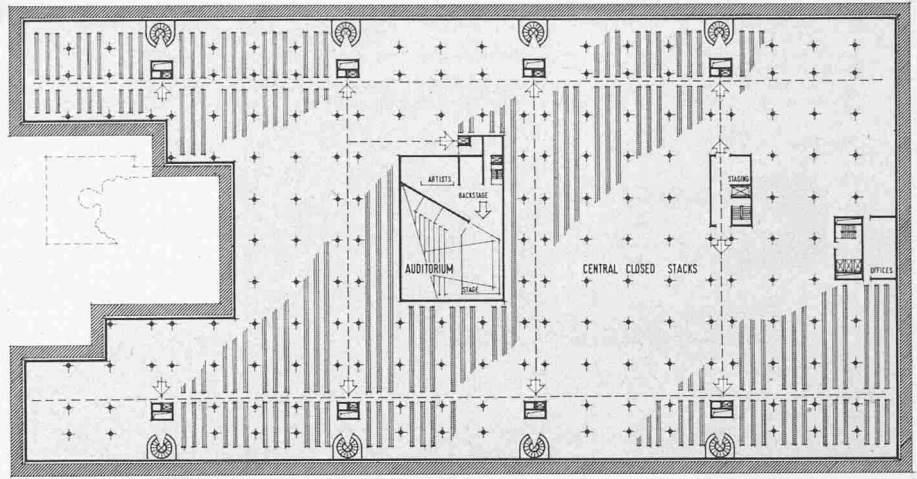 ARTISTS
BACKSTAGE
STAGING
AUDITORIUM
STAGE
CENTRAL CLOSED STACKS
OFFICES